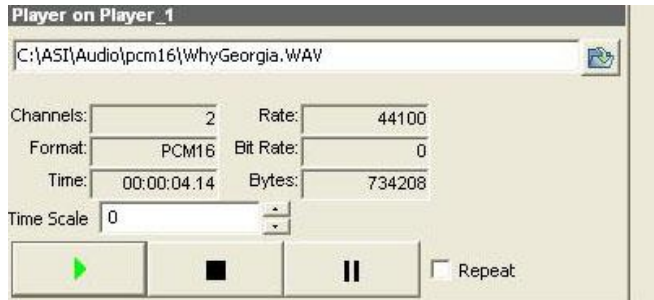 Player on Player_1
C:\ASI\Audio\pcm16\WhyGeorgia.WAV
Channels: 2 Rate: 44100
Format: PCM16 Bit Rate: 0
Time: 00:00:04.14 Bytes: 734208
Time Scale 0
Repeat